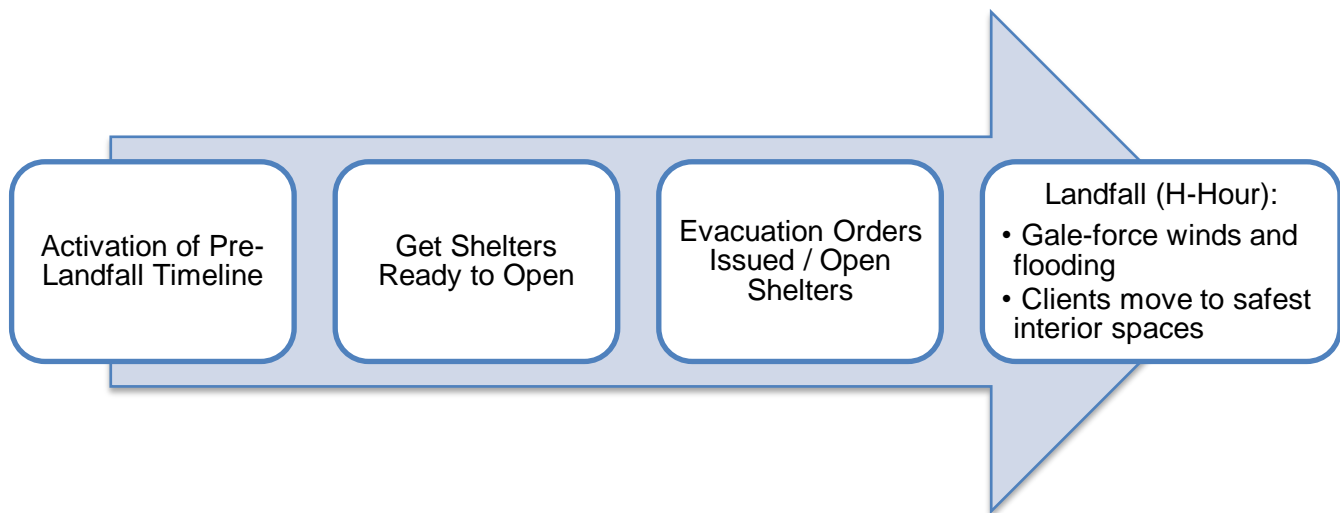 Activation of Pre-
Landfall Timeline
Get Shelters
Ready to Open
Evacuation Orders
Issued / Open
Shelters
Landfall (H-Hour):
• Gale-force winds and
flooding
• Clients move to safest
interior spaces